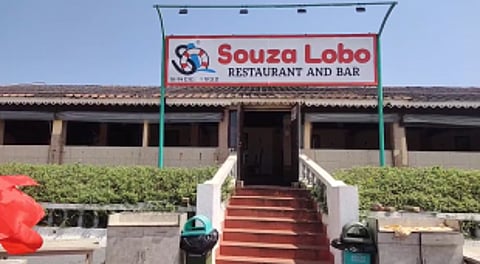 Souza Lobo
RESTAURANT AND BAR
SINCE 1932